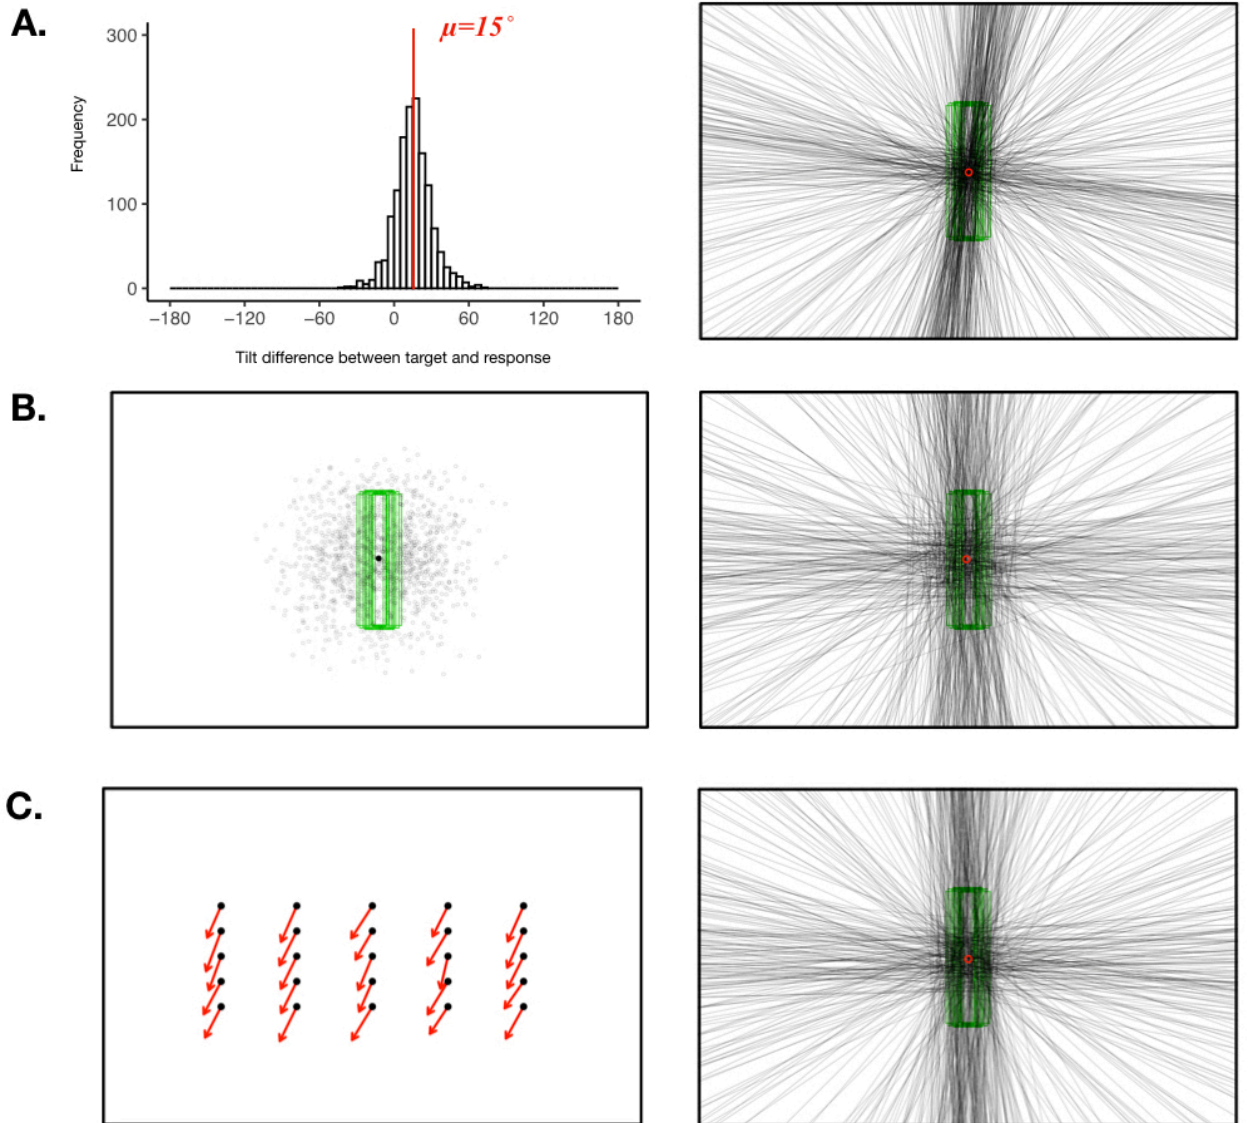 A.
μ=15°
300
200
100
0
Frequency
−180 −120 −60 0 60 120 180
Tilt difference between target and response
B.
C.